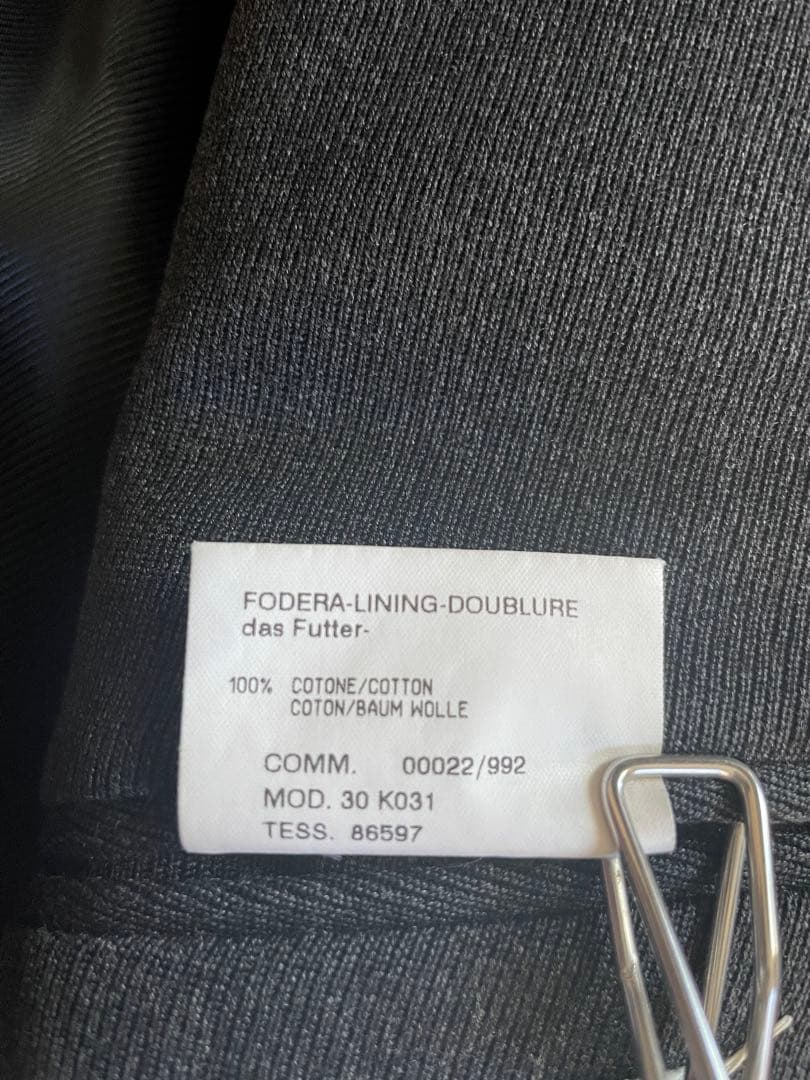 FODERA-LINING-DOUBLURE
das Futter-
100% COTONE/COTTON
COTON/BAUM WOLLE
COMM. 00022/992
MOD. 30 K031
TESS. 86597